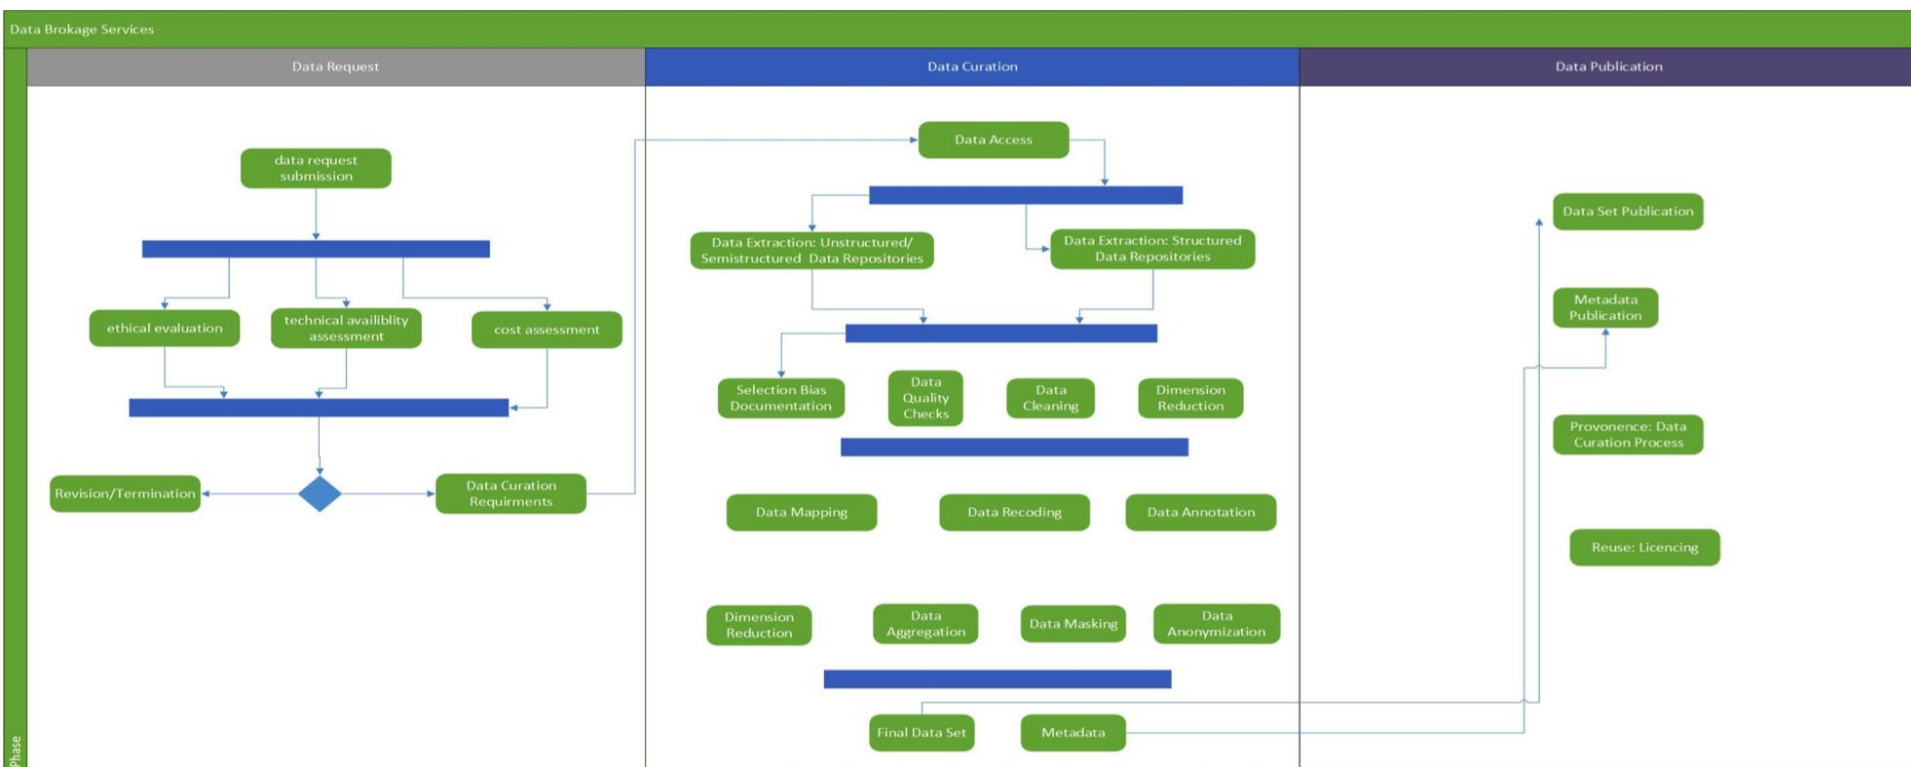 Data Brokage Services
Data Request
Data Curation
Data Publication
data request
submission
ethical evaluation
technical availiblity
assessment
cost assessment
Revision/Termination
Data Curation
Requirments
Data Access
Data Extraction: Unstructured/
Semistructured Data Repositories
Data Extraction: Structured
Data Repositories
Selection Bias
Documentation
Data
Quality
Checks
Data
Cleaning
Dimension
Reduction
Data Mapping
Data Recoding
Data Annotation
Dimension
Reduction
Data
Aggregation
Data Masking
Data
Anonymization
Final Data Set
Metadata
Data Set Publication
Metadata
Publication
Provonence: Data
Curation Process
Reuse: Licencing
Phase